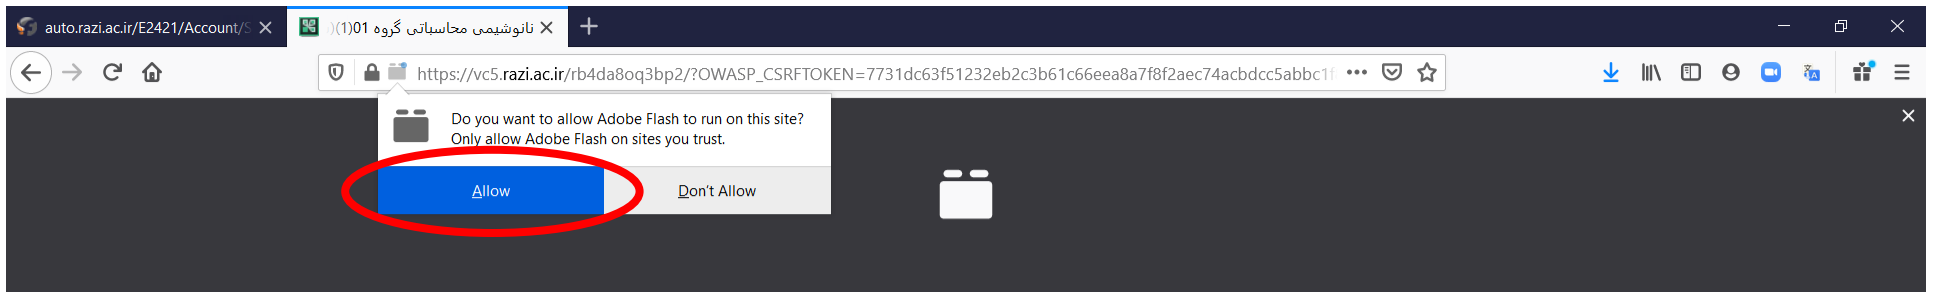 auto.razi.ac.ir/E2421/Account/S
نانوشیمی محاسباتی گروه 01(1)
https://vc5.razi.ac.ir/rb4da8oq3bp2/?OWASP_CSRFTOKEN=7731dc63f51232eb2c3b61c66eea8a7f8f2aec74acbdcc5abbc1f
Do you want to allow Adobe Flash to run on this site?
Only allow Adobe Flash on sites you trust.
Allow
Don't Allow